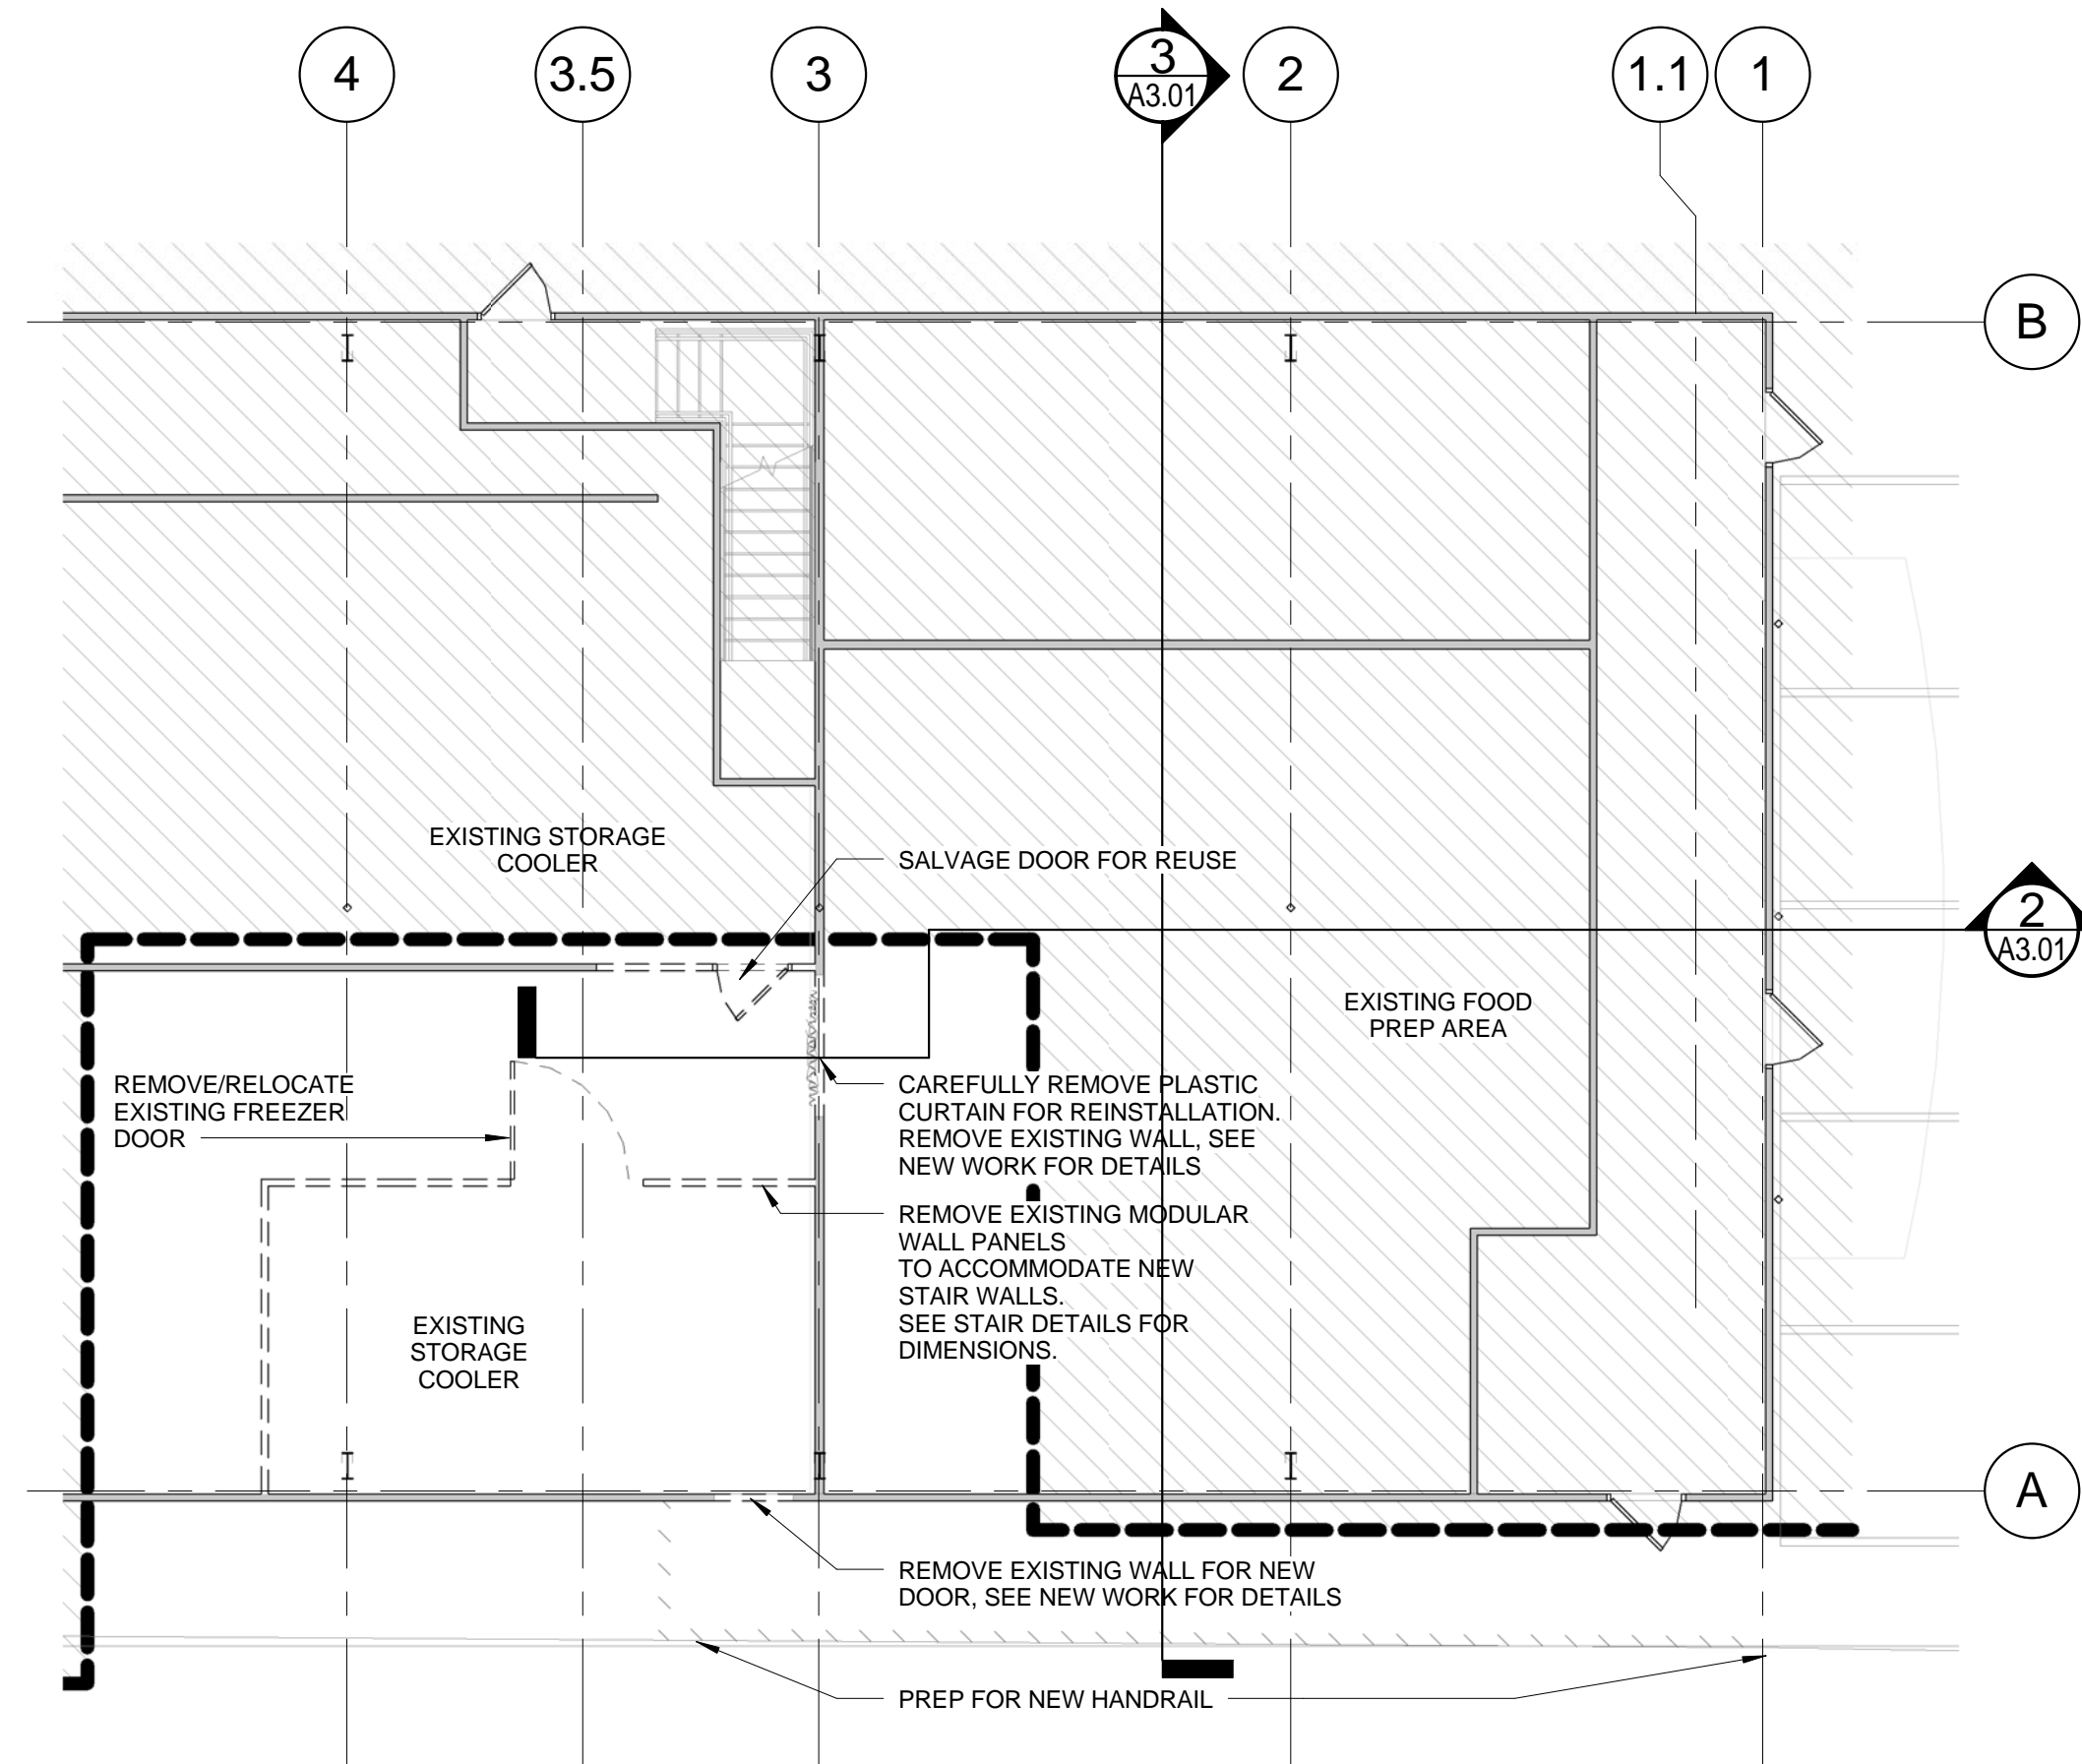 4
3.5
3
3
A3.01
2
1.1
1
B
EXISTING STORAGE
COOLER
SALVAGE DOOR FOR REUSE
2
A3.01
EXISTING FOOD
PREP AREA
REMOVE/RELOCATE
EXISTING FREEZER
DOOR
CAREFULLY REMOVE PLASTIC
CURTAIN FOR REINSTALLATION.
REMOVE EXISTING WALL, SEE
NEW WORK FOR DETAILS
REMOVE EXISTING MODULAR
WALL PANELS
TO ACCOMMODATE NEW
STAIR WALLS.
SEE STAIR DETAILS FOR
DIMENSIONS.
EXISTING
STORAGE
COOLER
A
REMOVE EXISTING WALL FOR NEW
DOOR, SEE NEW WORK FOR DETAILS
PREP FOR NEW HANDRAIL